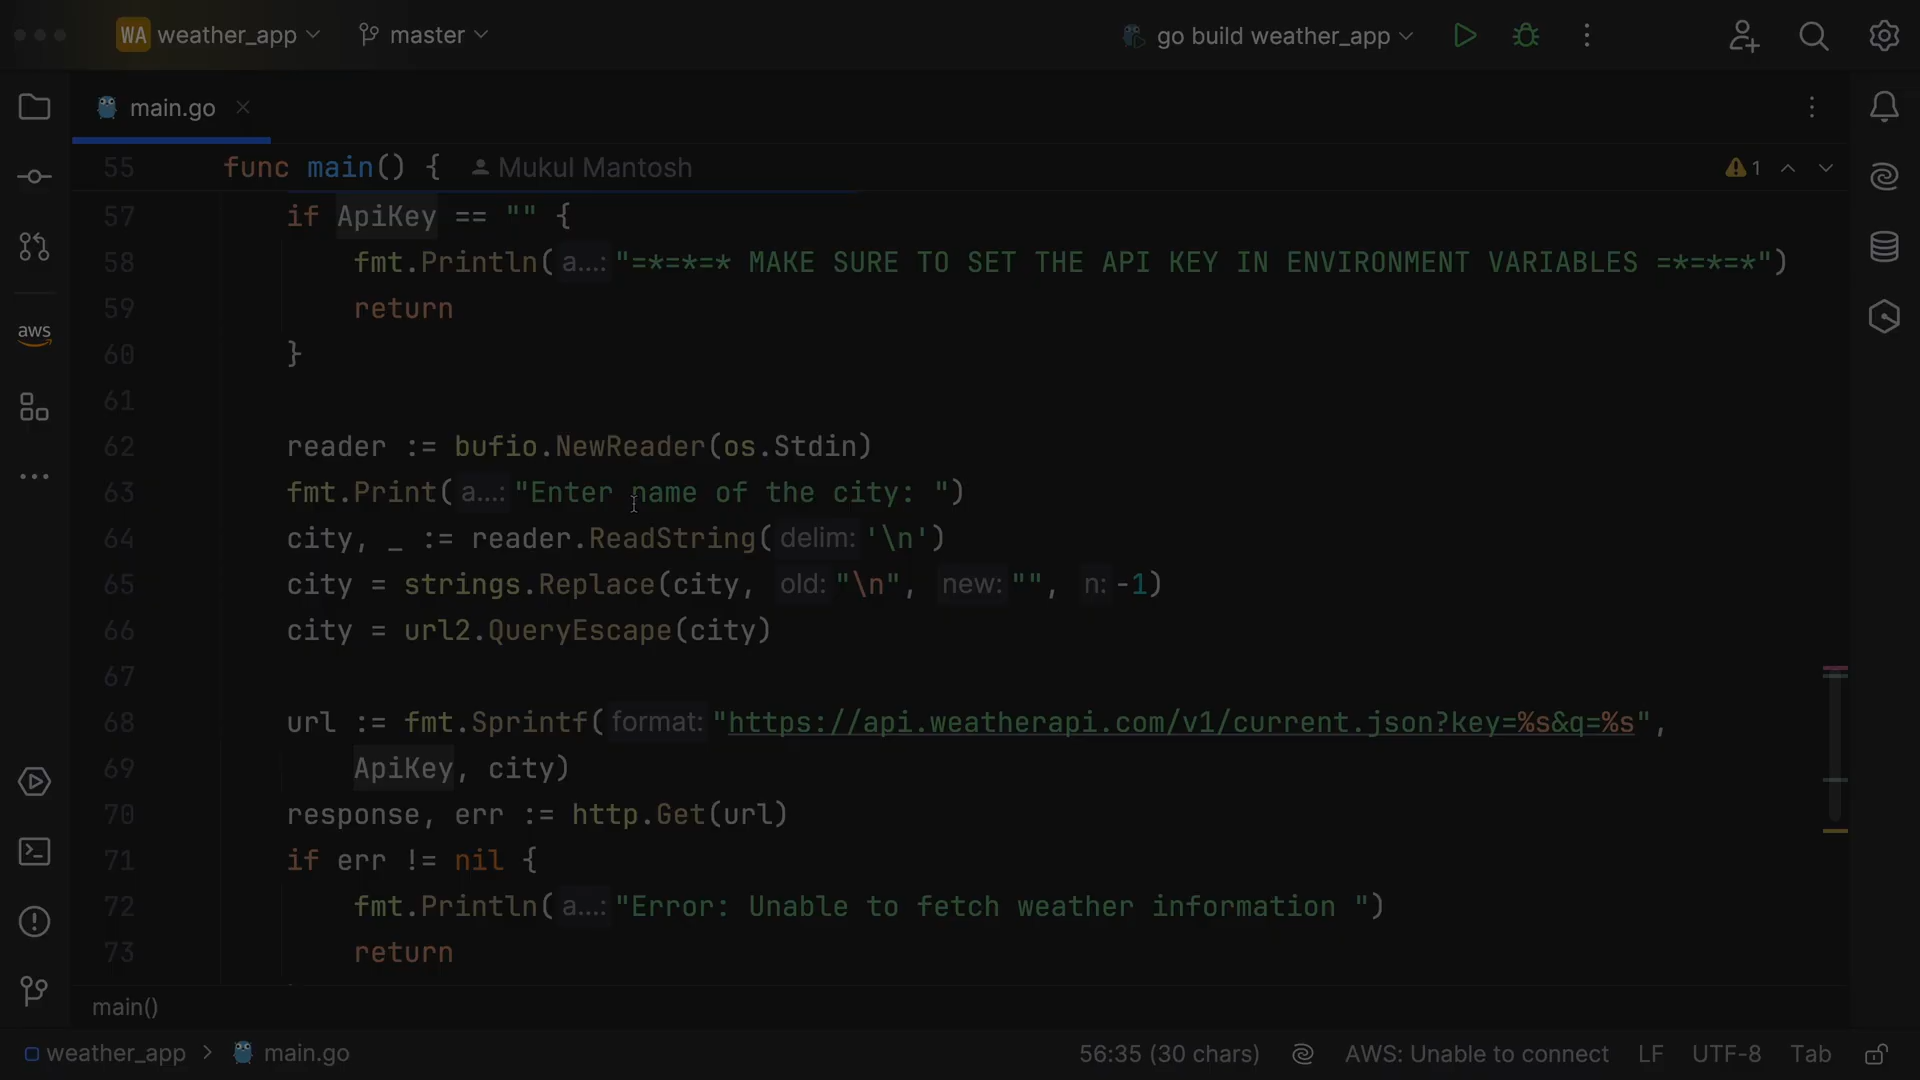 WA weather_app master go build weather_app
main.go
55 func main() { Mukul Mantosh 1
57 if ApiKey == "" {
58 fmt.Println(a...:"=*=*=* MAKE SURE TO SET THE API KEY IN ENVIRONMENT VARIABLES =*=*=*")
59 return
60 }
61
62 reader := bufio.NewReader(os.Stdin)
63 fmt.Print(a...:"Enter name of the city: ")
64 city, _ := reader.ReadString(delim:'\n')
65 city = strings.Replace(city, old:"\n", new:"", n:-1)
66 city = url2.QueryEscape(city)
67
68 url := fmt.Sprintf(format:"https://api.weatherapi.com/v1/current.json?key=%s&q=%s",
69 ApiKey, city)
70 response, err := http.Get(url)
71 if err != nil {
72 fmt.Println(a...:"Error: Unable to fetch weather information ")
73 return
aws
main()
weather_app > main.go 56:35 (30 chars) AWS: Unable to connect LF UTF-8 Tab